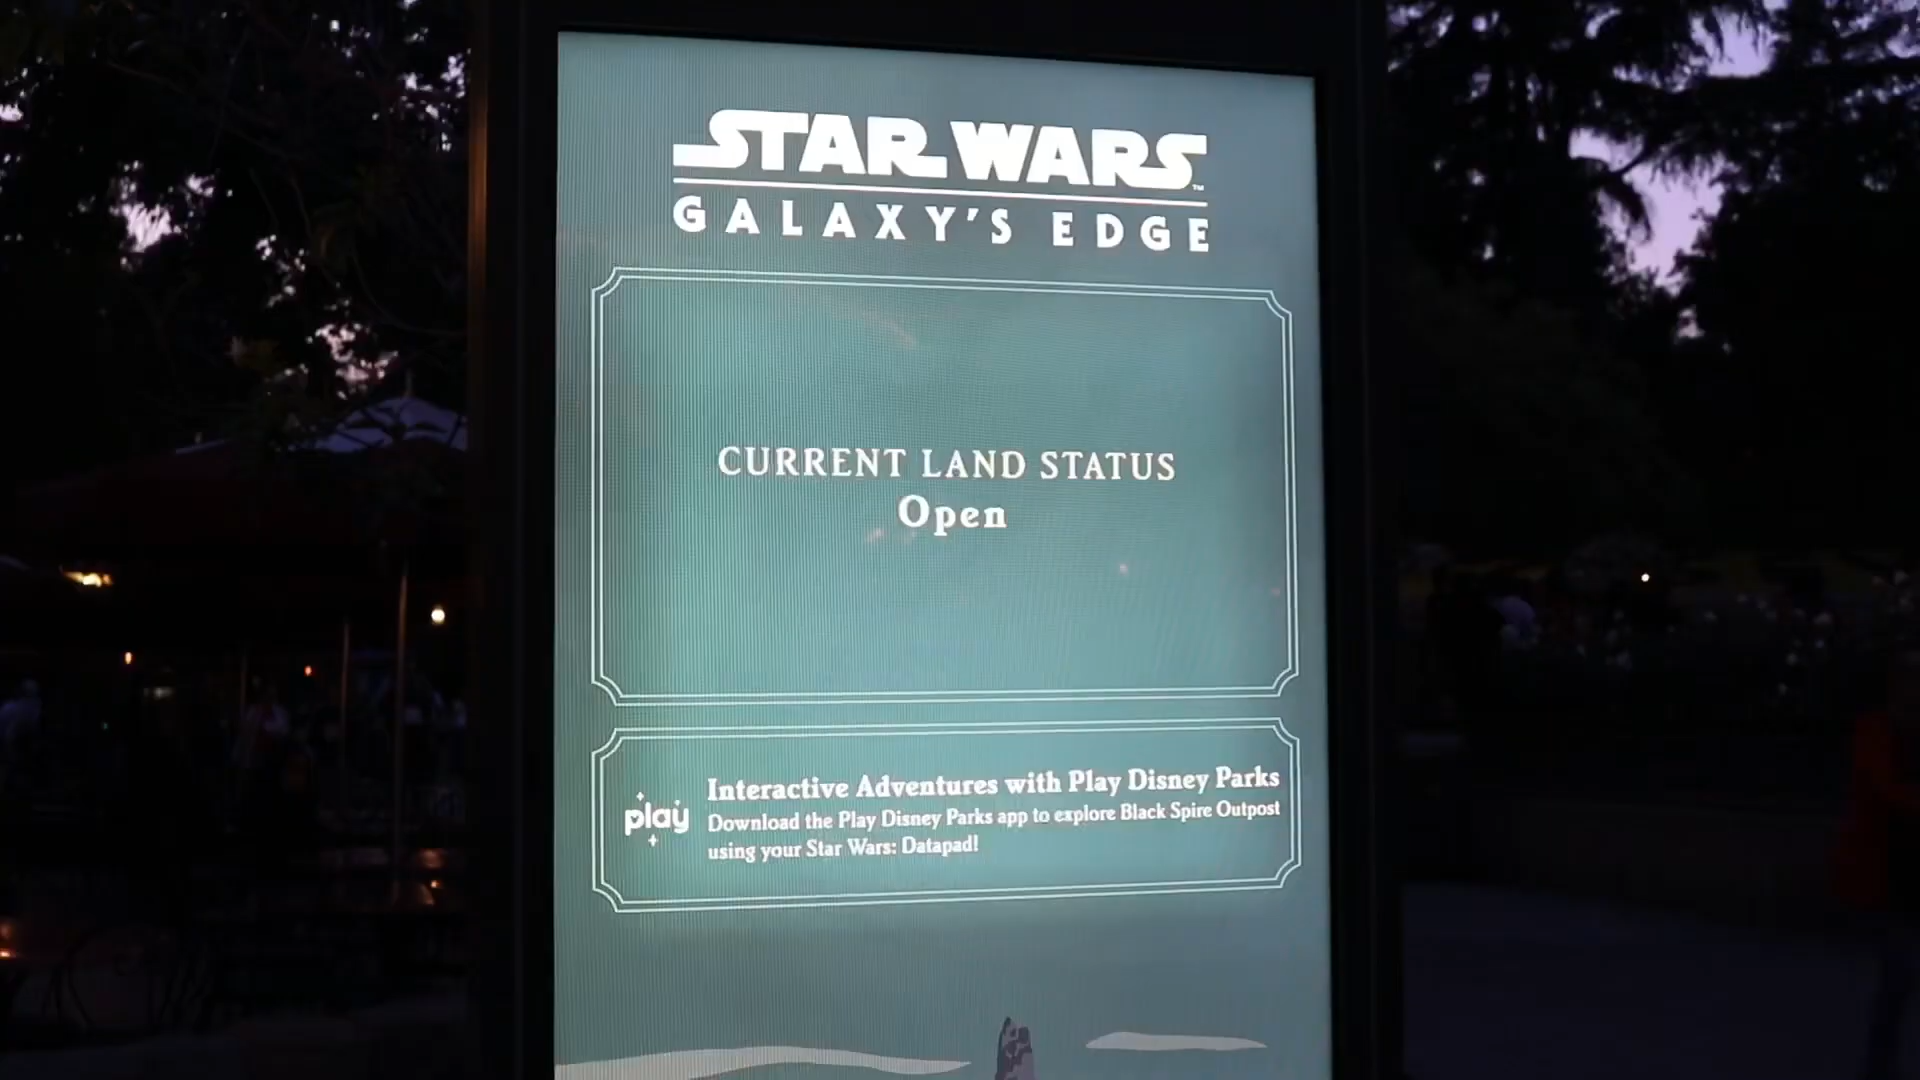 STAR WARS™
GALAXY'S EDGE
CURRENT LAND STATUS
Open
play
Interactive Adventures with Play Disney Parks
Download the Play Disney Parks app to explore Black Spire Outpost
using your Star Wars: Datapad!